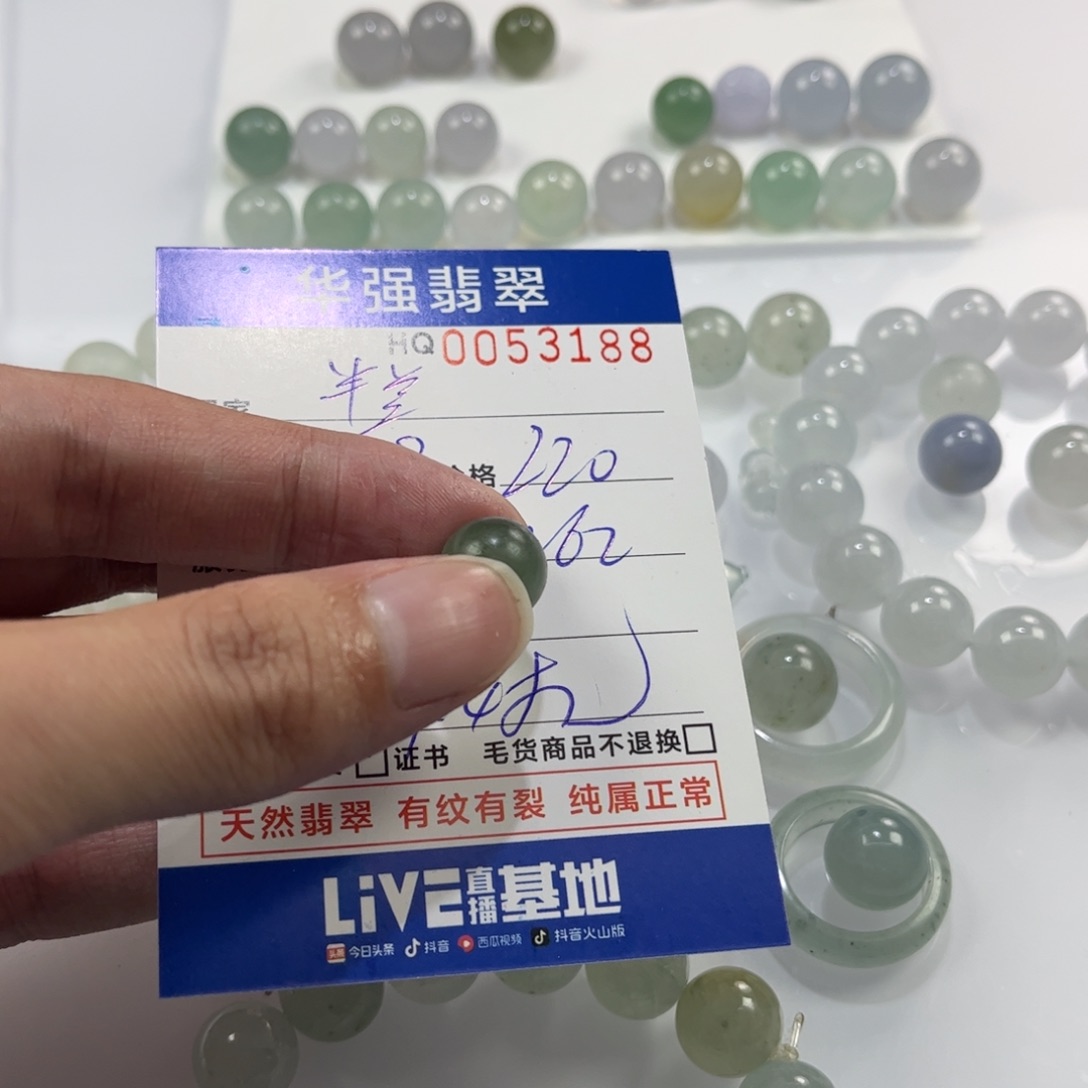 华强翡翠
HQ0053188
半兰
格 220
62
证书 毛货商品不退换
天然翡翠 有纹有裂 纯属正常
LiVE直播基地
今日头条 抖音 西瓜视频 抖音火山版